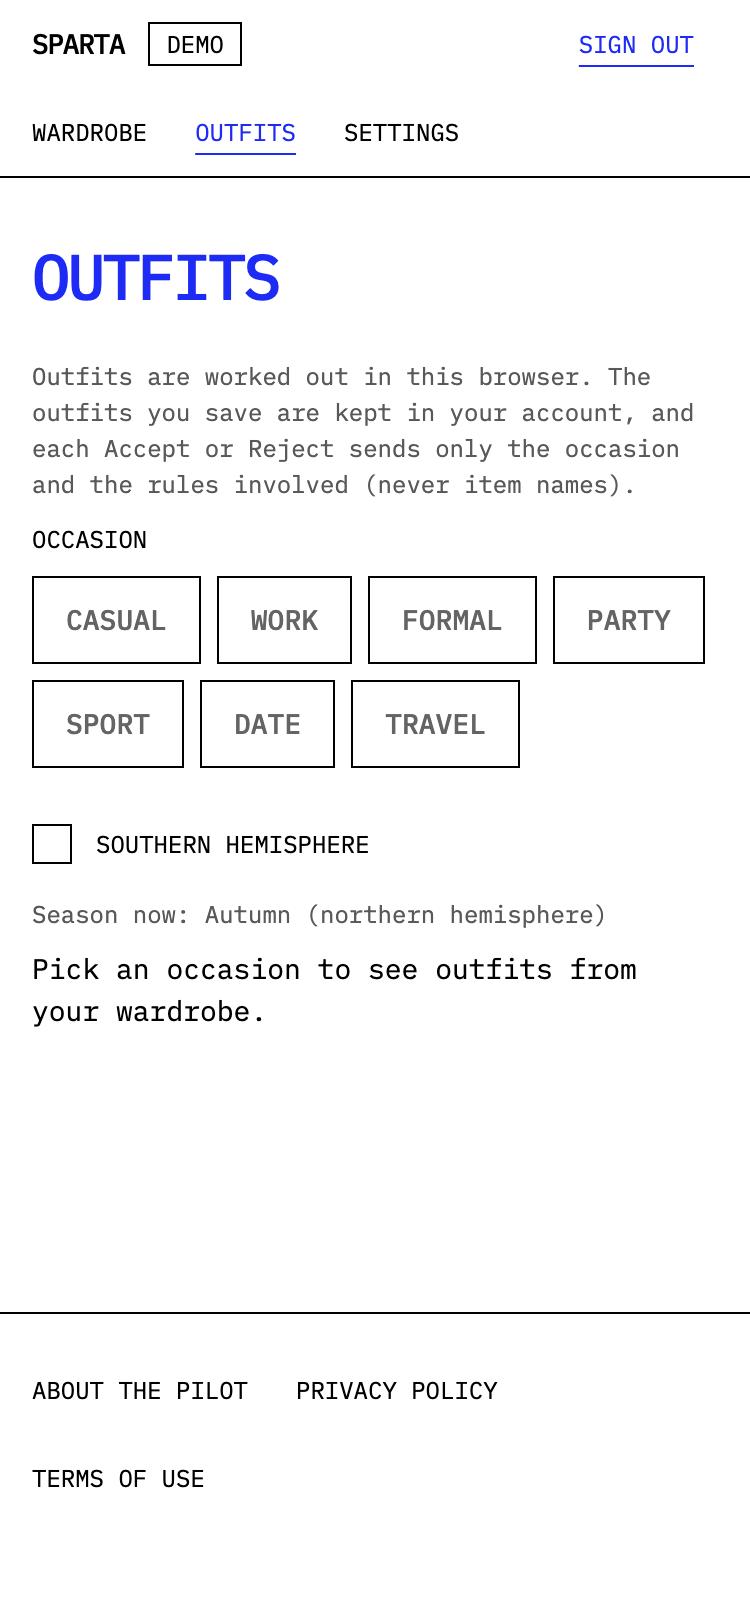 SPARTA DEMO SIGN OUT
WARDROBE OUTFITS SETTINGS
OUTFITS
Outfits are worked out in this browser. The
outfits you save are kept in your account, and
each Accept or Reject sends only the occasion
and the rules involved (never item names).
OCCASION
CASUAL WORK FORMAL PARTY
SPORT DATE TRAVEL
SOUTHERN HEMISPHERE
Season now: Autumn (northern hemisphere)
Pick an occasion to see outfits from
your wardrobe.
ABOUT THE PILOT PRIVACY POLICY
TERMS OF USE